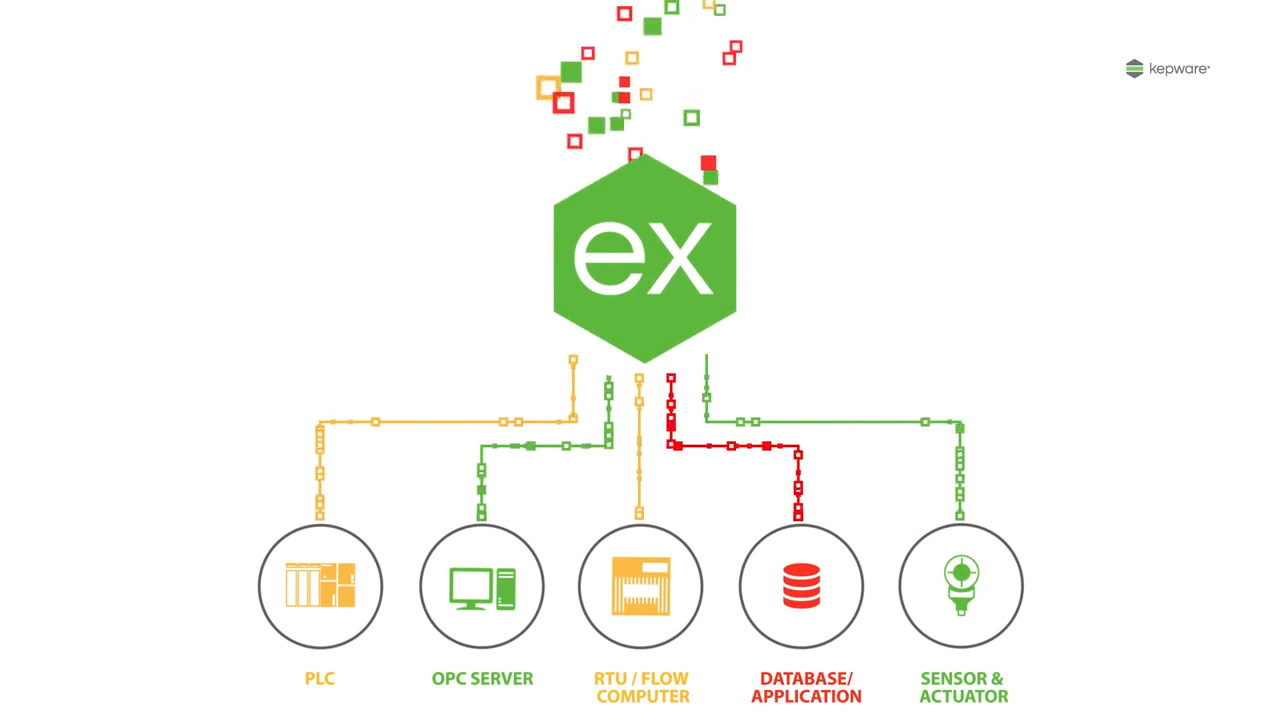 kepware
ex
PLC
OPC SERVER
RTU / FLOW
COMPUTER
DATABASE/
APPLICATION
SENSOR &
ACTUATOR